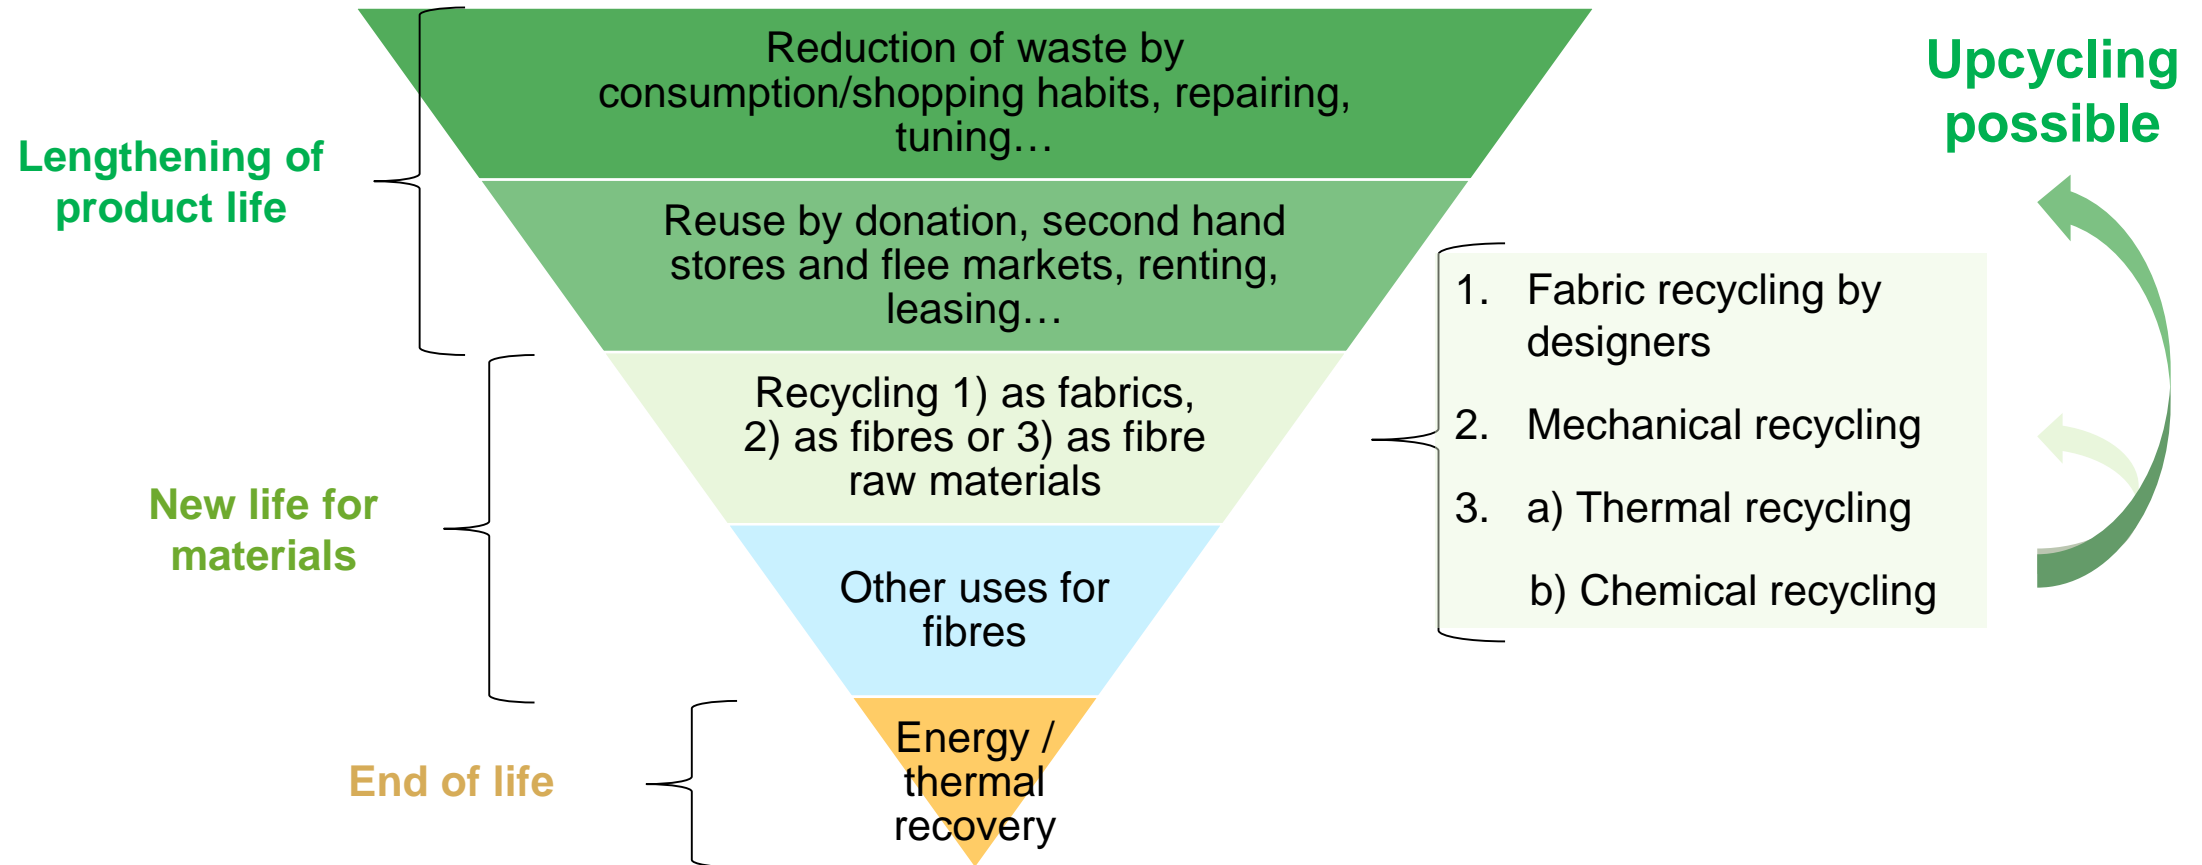 Reduction of waste by
consumption/shopping habits, repairing,
tuning…
Upcycling
possible
Lengthening of
product life
Reuse by donation, second hand
stores and flee markets, renting,
leasing…
1. Fabric recycling by
designers
2. Mechanical recycling
3. a) Thermal recycling
b) Chemical recycling
Recycling 1) as fabrics,
2) as fibres or 3) as fibre
raw materials
New life for
materials
Other uses for
fibres
End of life
Energy /
thermal
recovery